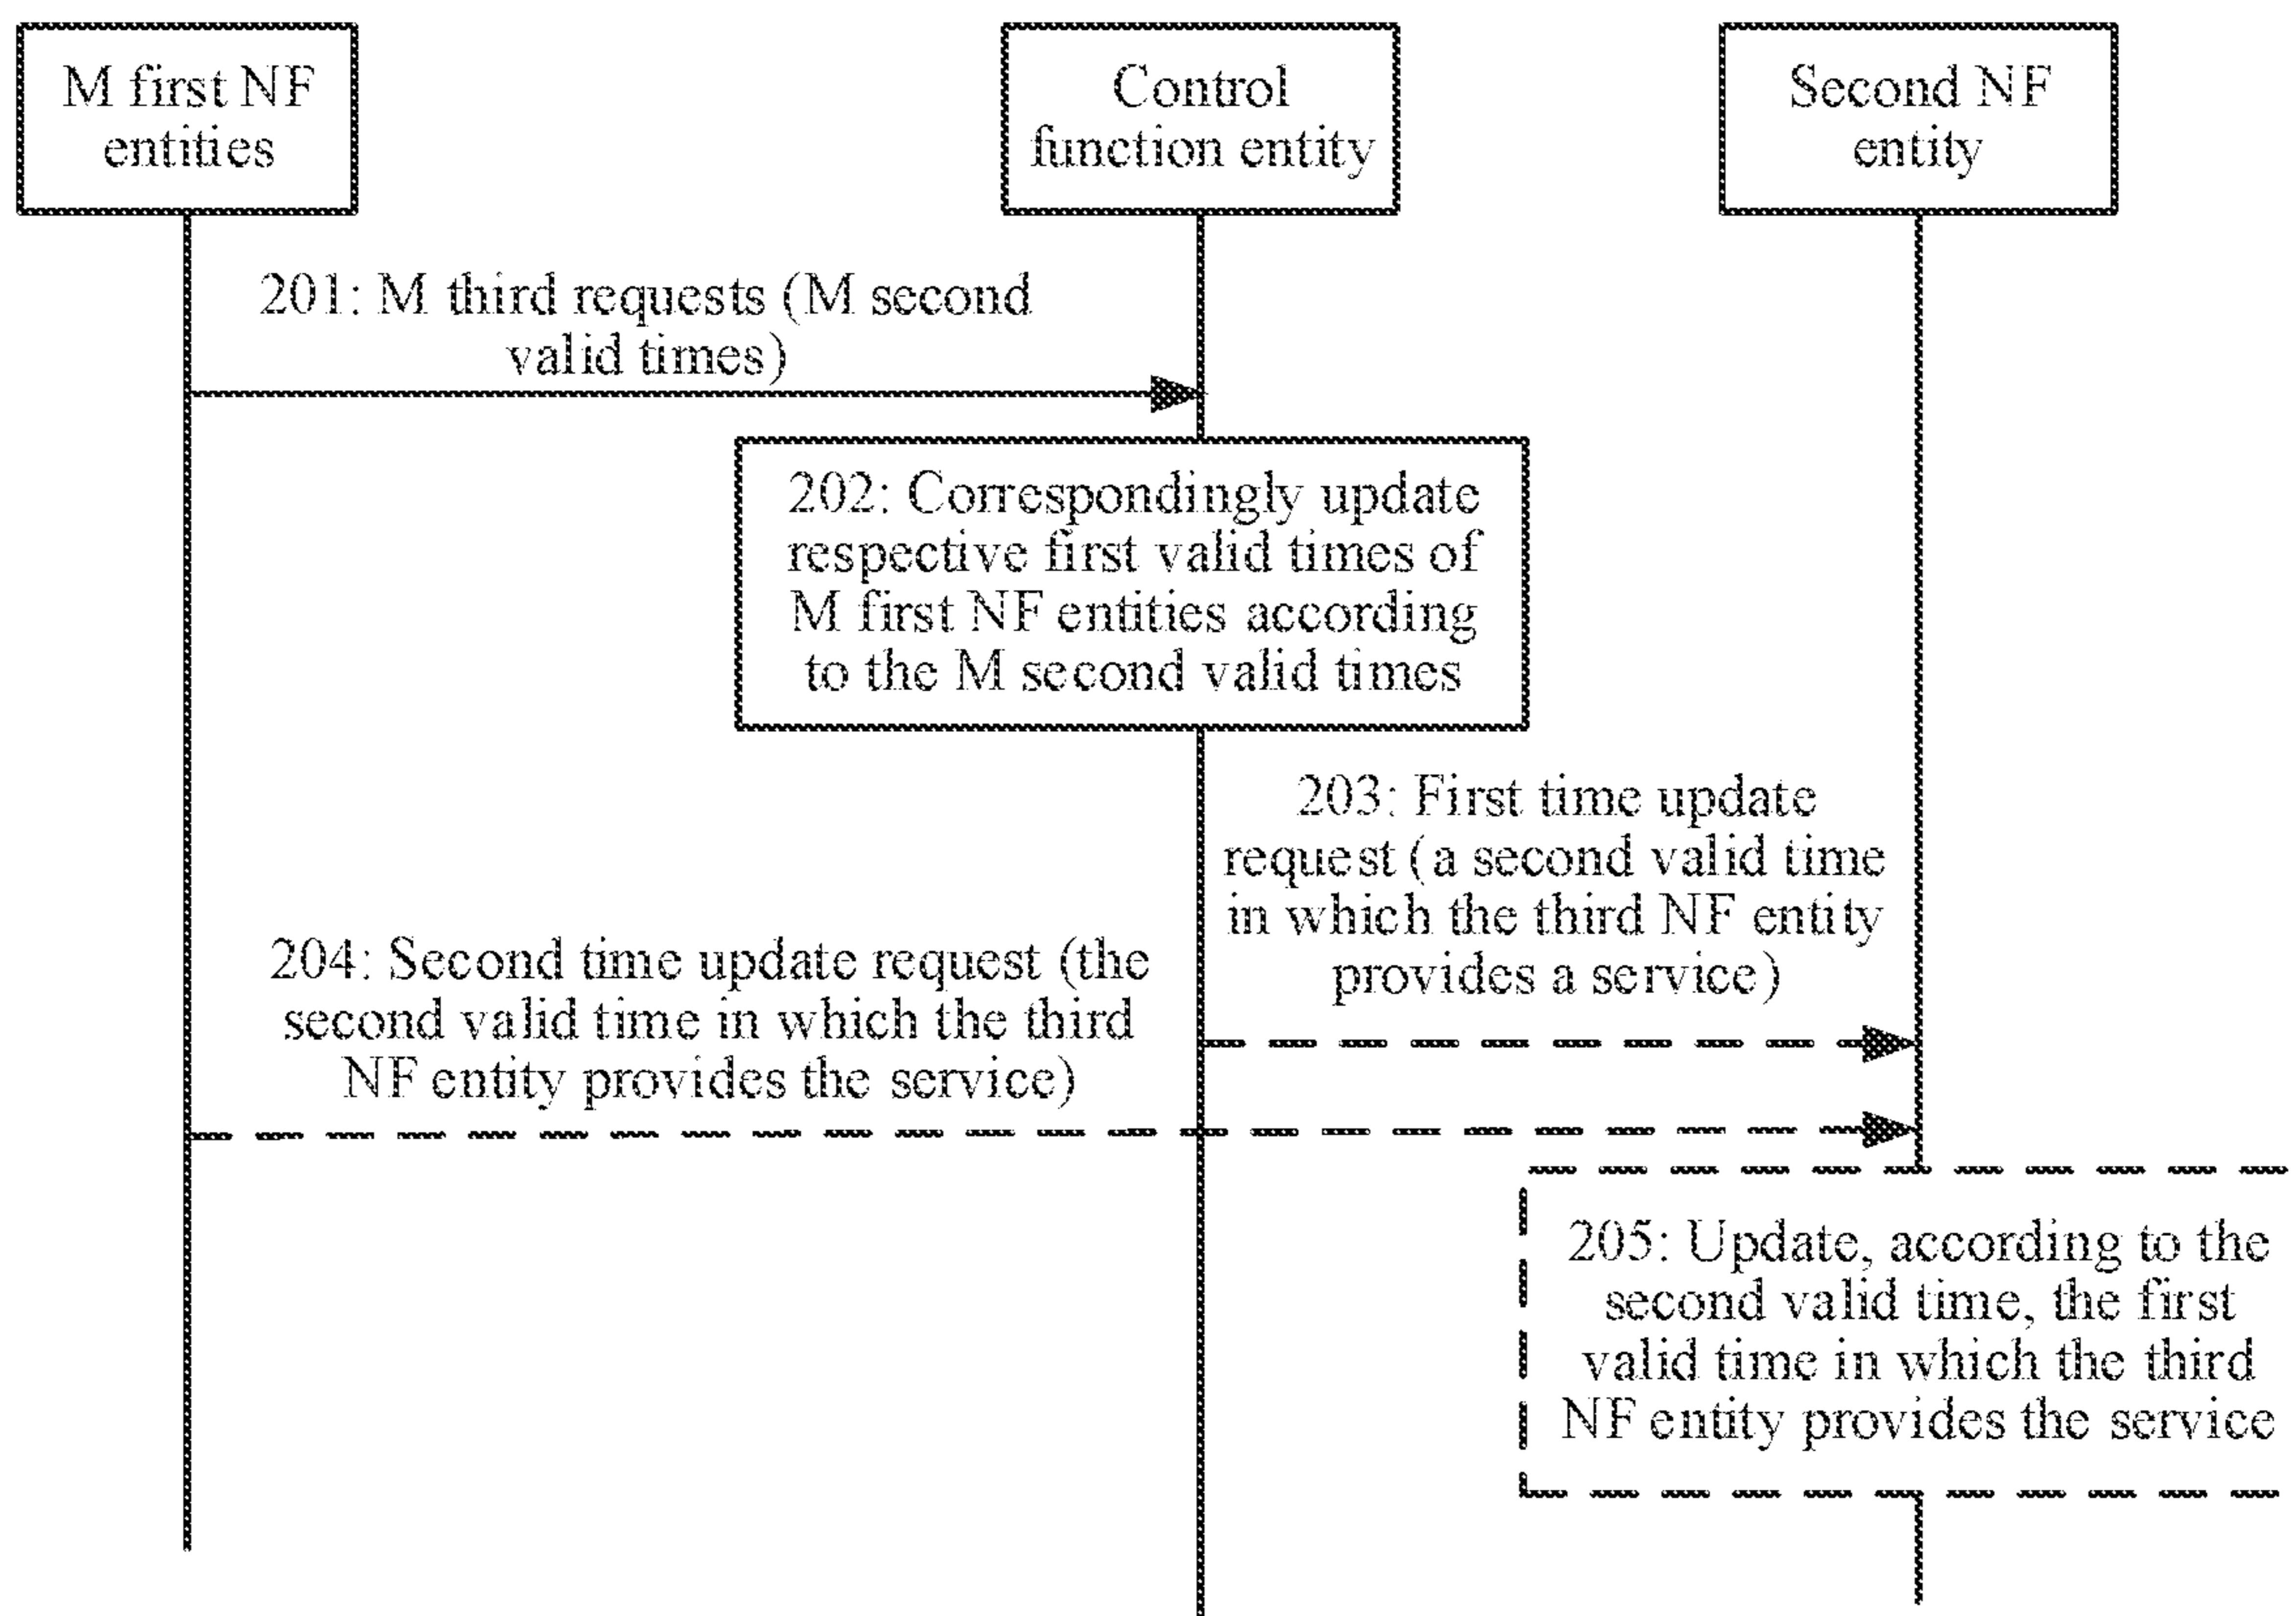 M first NF
entities
Control
function entity
Second NF
entity
201: M third requests (M second
valid times)
202: Correspondingly update
respective first valid times of
M first NF entities according
to the M second valid times
203: First time update
request (a second valid time
in which the third NF entity
provides a service)
204: Second time update request (the
second valid time in which the third
NF entity provides the service)
205: Update, according to the
second valid time, the first
valid time in which the third
NF entity provides the service